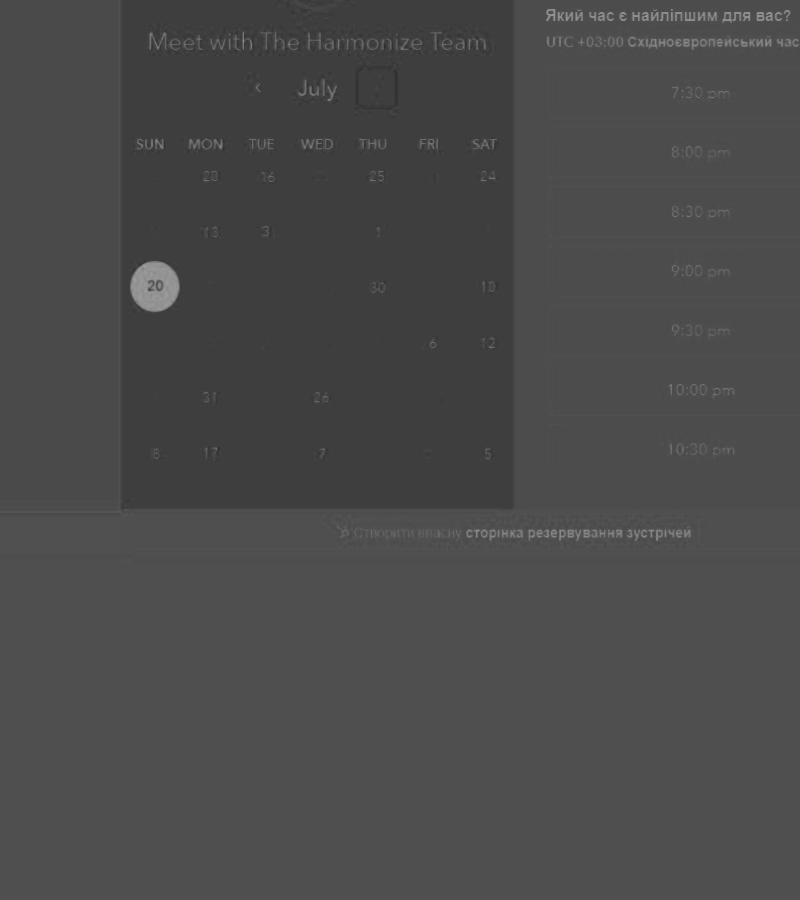 Який час є найліпшим для вас?
Meet with The Harmonize Team
UTC +03:00 Східноєвропейський час
‹ July
7:30 pm
SUN MON TUE WED THU FRI SAT
8:00 pm
20 16 25 24
8:30 pm
13 3 1
9:00 pm
20 30 10
9:30 pm
6 12
10:00 pm
31 26
10:30 pm
8 17 7 5
Створити власну сторінка резервування зустрічей